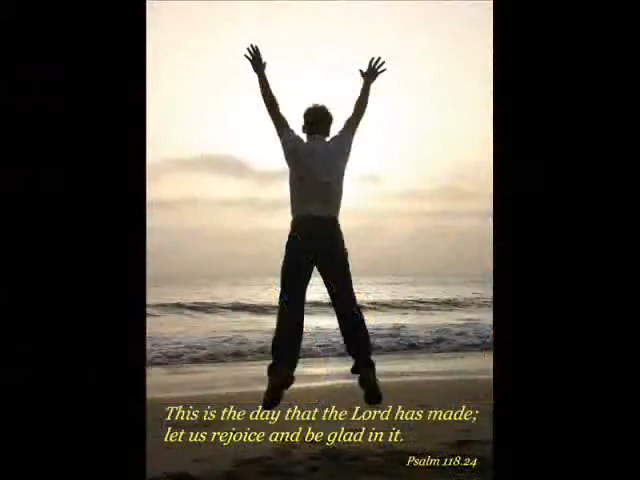 This is the day that the Lord has made;
let us rejoice and be glad in it.
Psalm 118.24